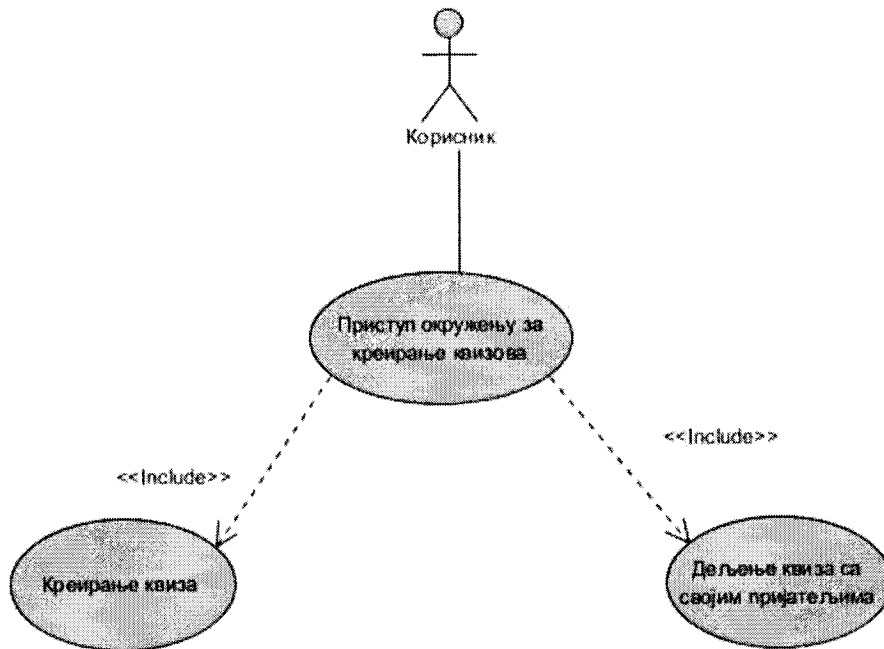 Корисник
Приступ окружењу за
креирање квизова
<<Include>>
<<Include>>
Креирање квиза
Дељење квиза са
својим пријатељима